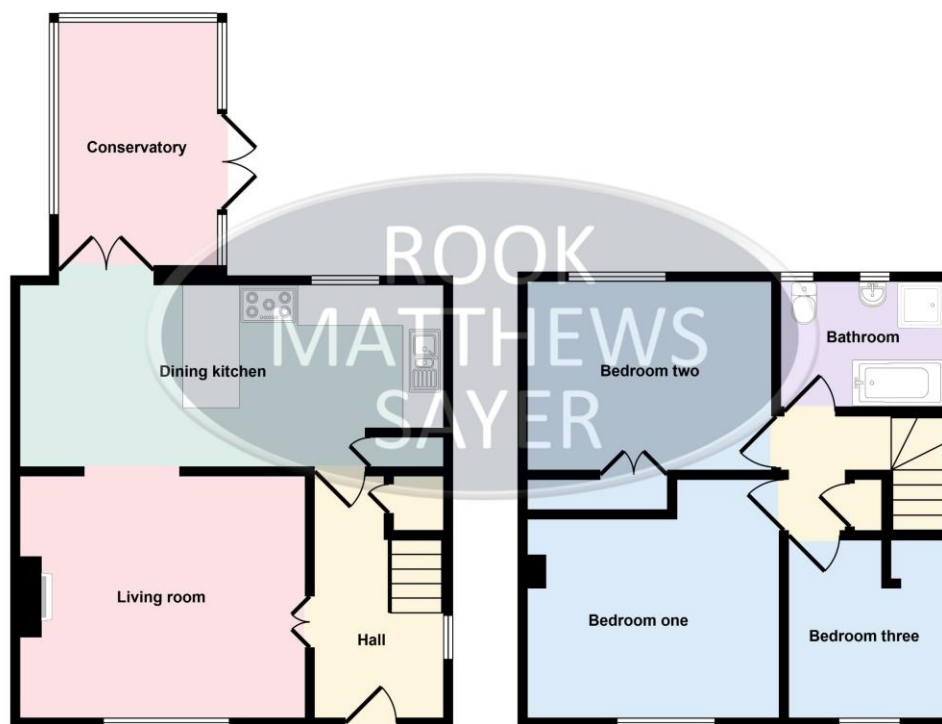 Conservatory
ROOK
MATTHEWS
SAYER
Dining kitchen
Bedroom two
Bathroom
Living room
Hall
Bedroom one
Bedroom three